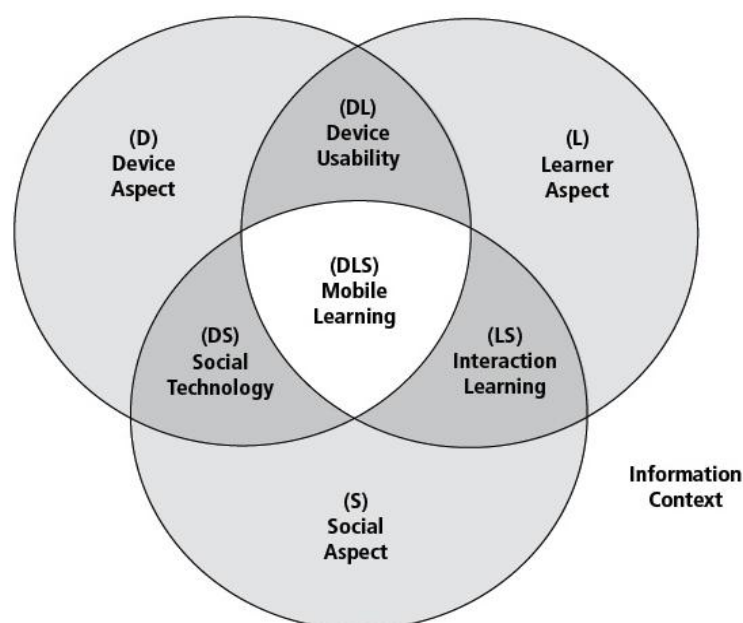 (DL)
Device
Usability
(D)
Device
Aspect
(L)
Learner
Aspect
(DLS)
Mobile
Learning
(DS)
Social
Technology
(LS)
Interaction
Learning
Information
Context
(S)
Social
Aspect